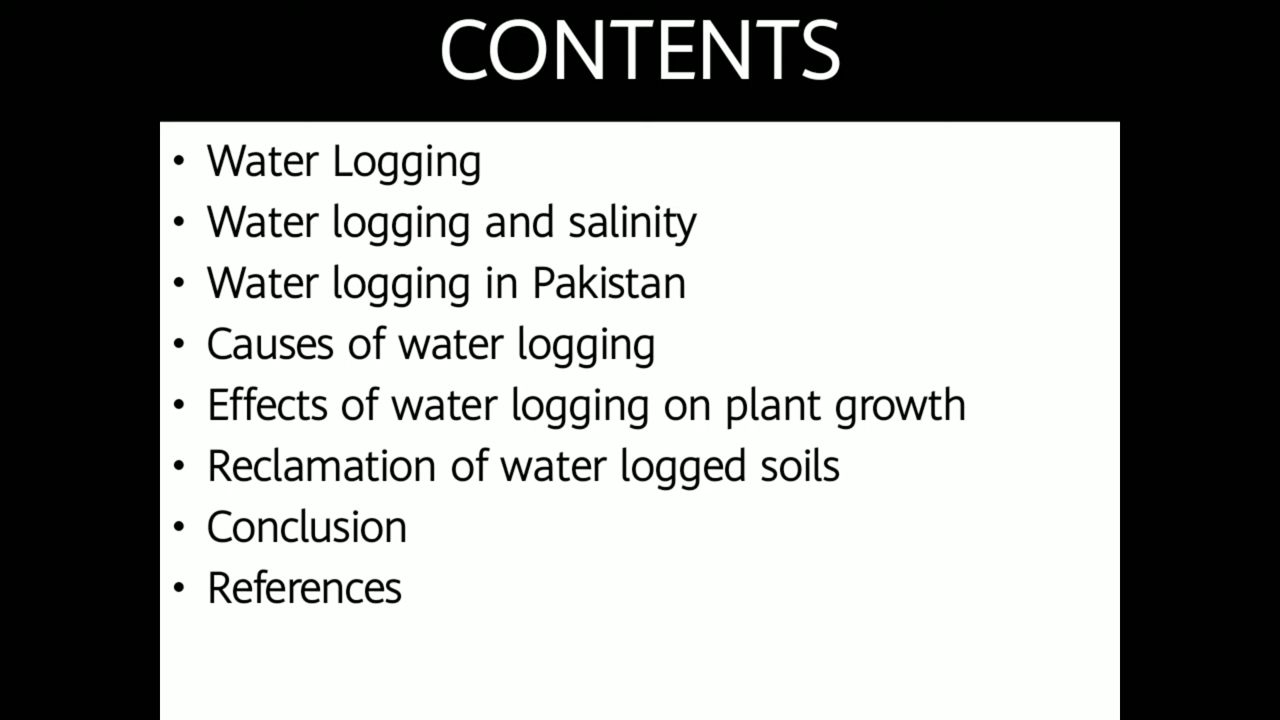 CONTENTS
• Water Logging
• Water logging and salinity
• Water logging in Pakistan
• Causes of water logging
• Effects of water logging on plant growth
• Reclamation of water logged soils
• Conclusion
• References